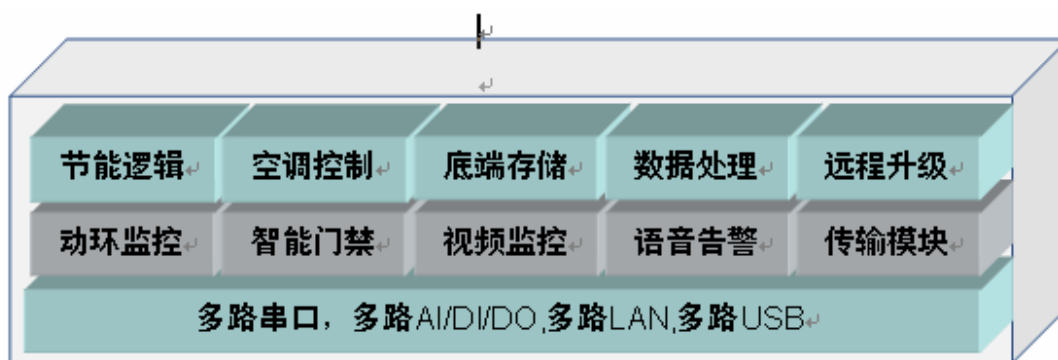 节能逻辑 空调控制 底端存储 数据处理 远程升级
动环监控 智能门禁 视频监控 语音告警 传输模块
多路串口，多路AI/DI/DO,多路LAN,多路USB